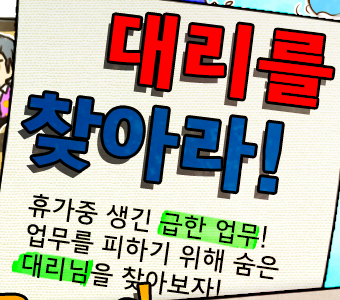 대리를
찾아라!
휴가중 생긴 급한 업무!
업무를 피하기 위해 숨은
대리님을 찾아보자!